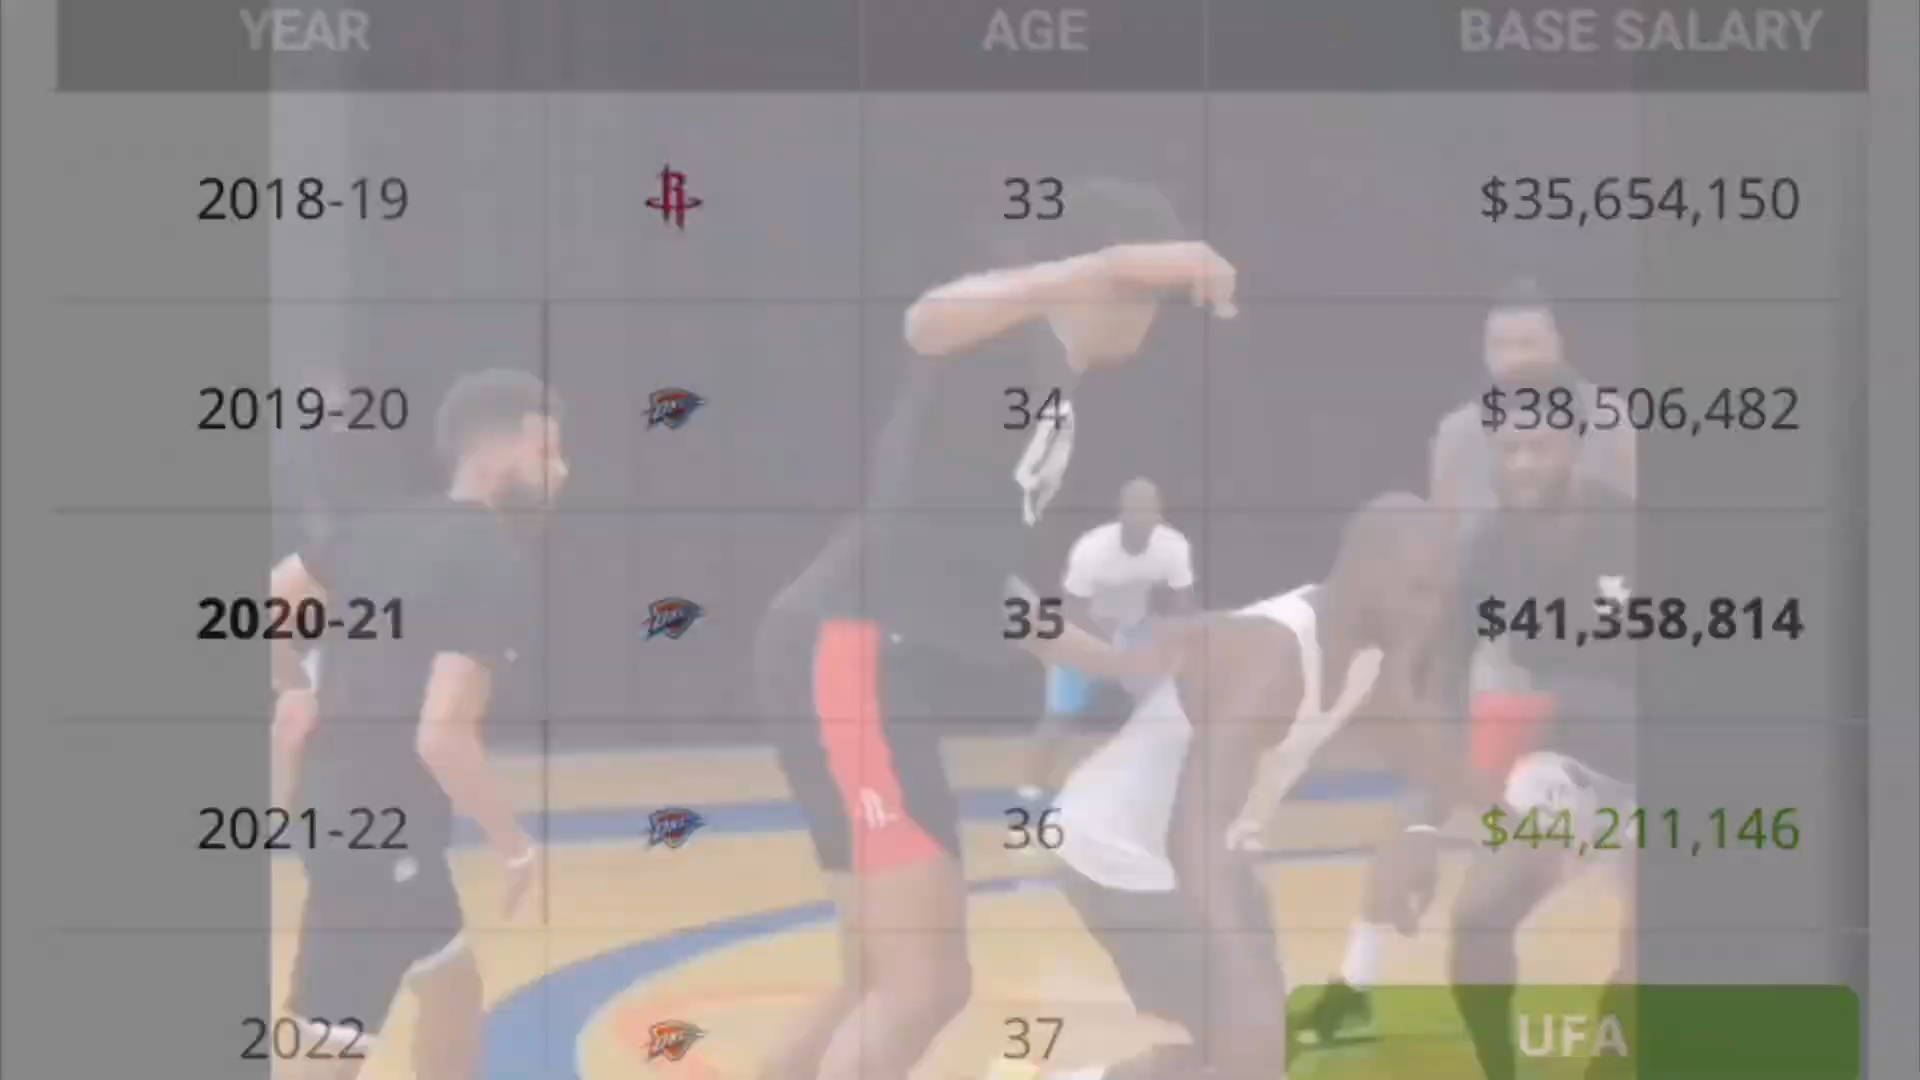 YEAR AGE BASE SALARY
2018-19 33 $35,654,150
2019-20 34 $38,506,482
2020-21 35 $41,358,814
2021-22 36 $44,211,146
2022 37 UFA